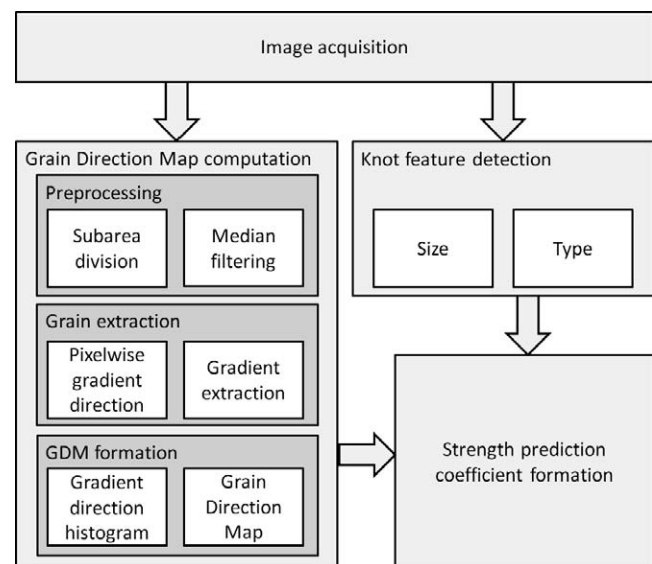 Image acquisition
Grain Direction Map computation
Preprocessing
Subarea
division
Median
filtering
Grain extraction
Pixelwise
gradient
direction
Gradient
extraction
GDM formation
Gradient
direction
histogram
Grain
Direction
Map
Knot feature detection
Size
Type
Strength prediction
coefficient formation